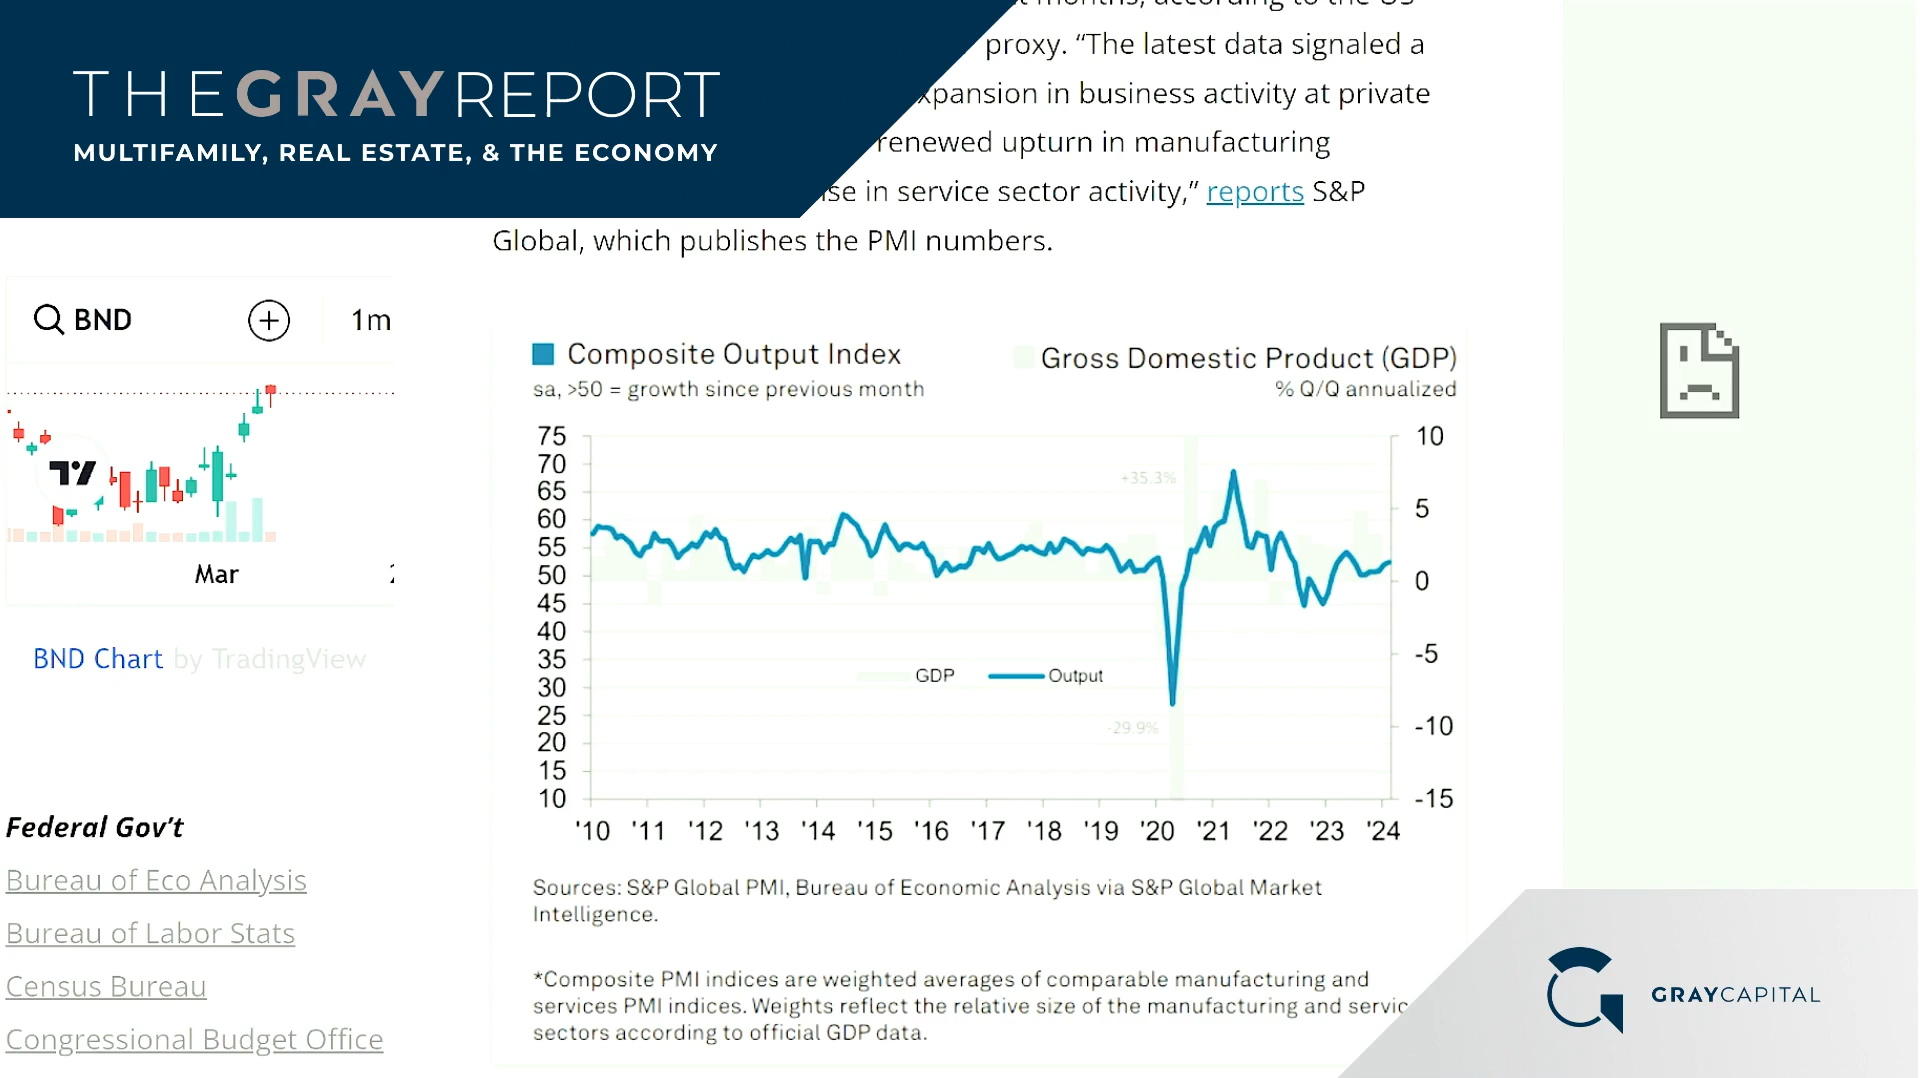 THEGRAYREPORT
MULTIFAMILY, REAL ESTATE, & THE ECONOMY
months, according to the US
proxy. “The latest data signaled a
xpansion in business activity at private
renewed upturn in manufacturing
se in service sector activity,” reports S&P
Global, which publishes the PMI numbers.
BND
1m
Mar
BND Chart by TradingView
Federal Gov’t
Bureau of Eco Analysis
Bureau of Labor Stats
Census Bureau
Congressional Budget Office
Composite Output Index
sa, >50 = growth since previous month
Gross Domestic Product (GDP)
% Q/Q annualized
75
70
65
60
55
50
45
40
35
30
25
20
15
10
10
5
0
-5
-10
-15
+35.3%
-29.9%
GDP
Output
'10 '11 '12 '13 '14 '15 '16 '17 '18 '19 '20 '21 '22 '23 '24
Sources: S&P Global PMI, Bureau of Economic Analysis via S&P Global Market
Intelligence.
*Composite PMI indices are weighted averages of comparable manufacturing and
services PMI indices. Weights reflect the relative size of the manufacturing and servic
sectors according to official GDP data.
GRAYCAPITAL